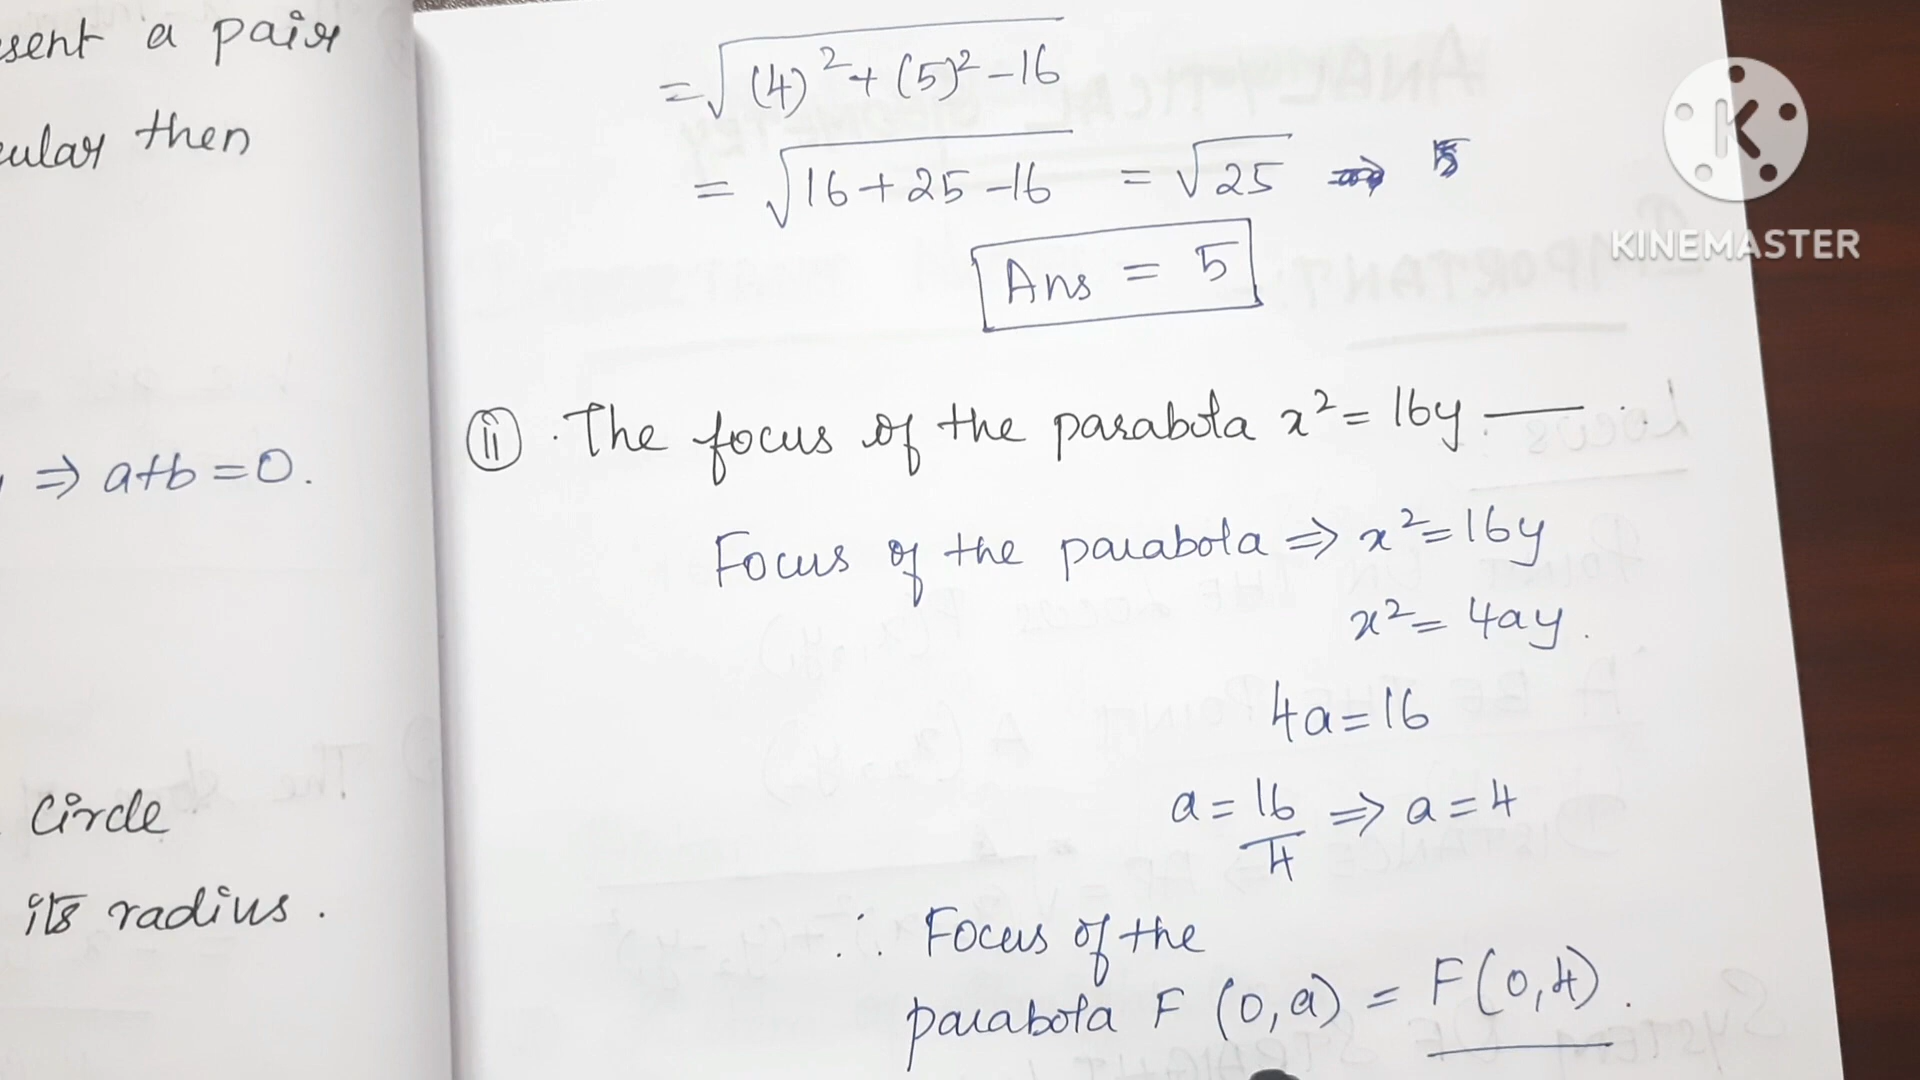 sent a pair
cular then
⇒ a+b = 0.
Circle
its radius.
= √(4)² + (5)² - 16
= √16 + 25 - 16 = √25 ⇒ 5
Ans = 5
(ii) . The focus of the parabola x² = 16y ——— .
Focus of the parabola ⇒ x² = 16y
x² = 4ay.
4a = 16
a = 16/4 ⇒ a = 4
∴ Focus of the
parabola F (0, a) = F(0,4).
K
KINEMASTER